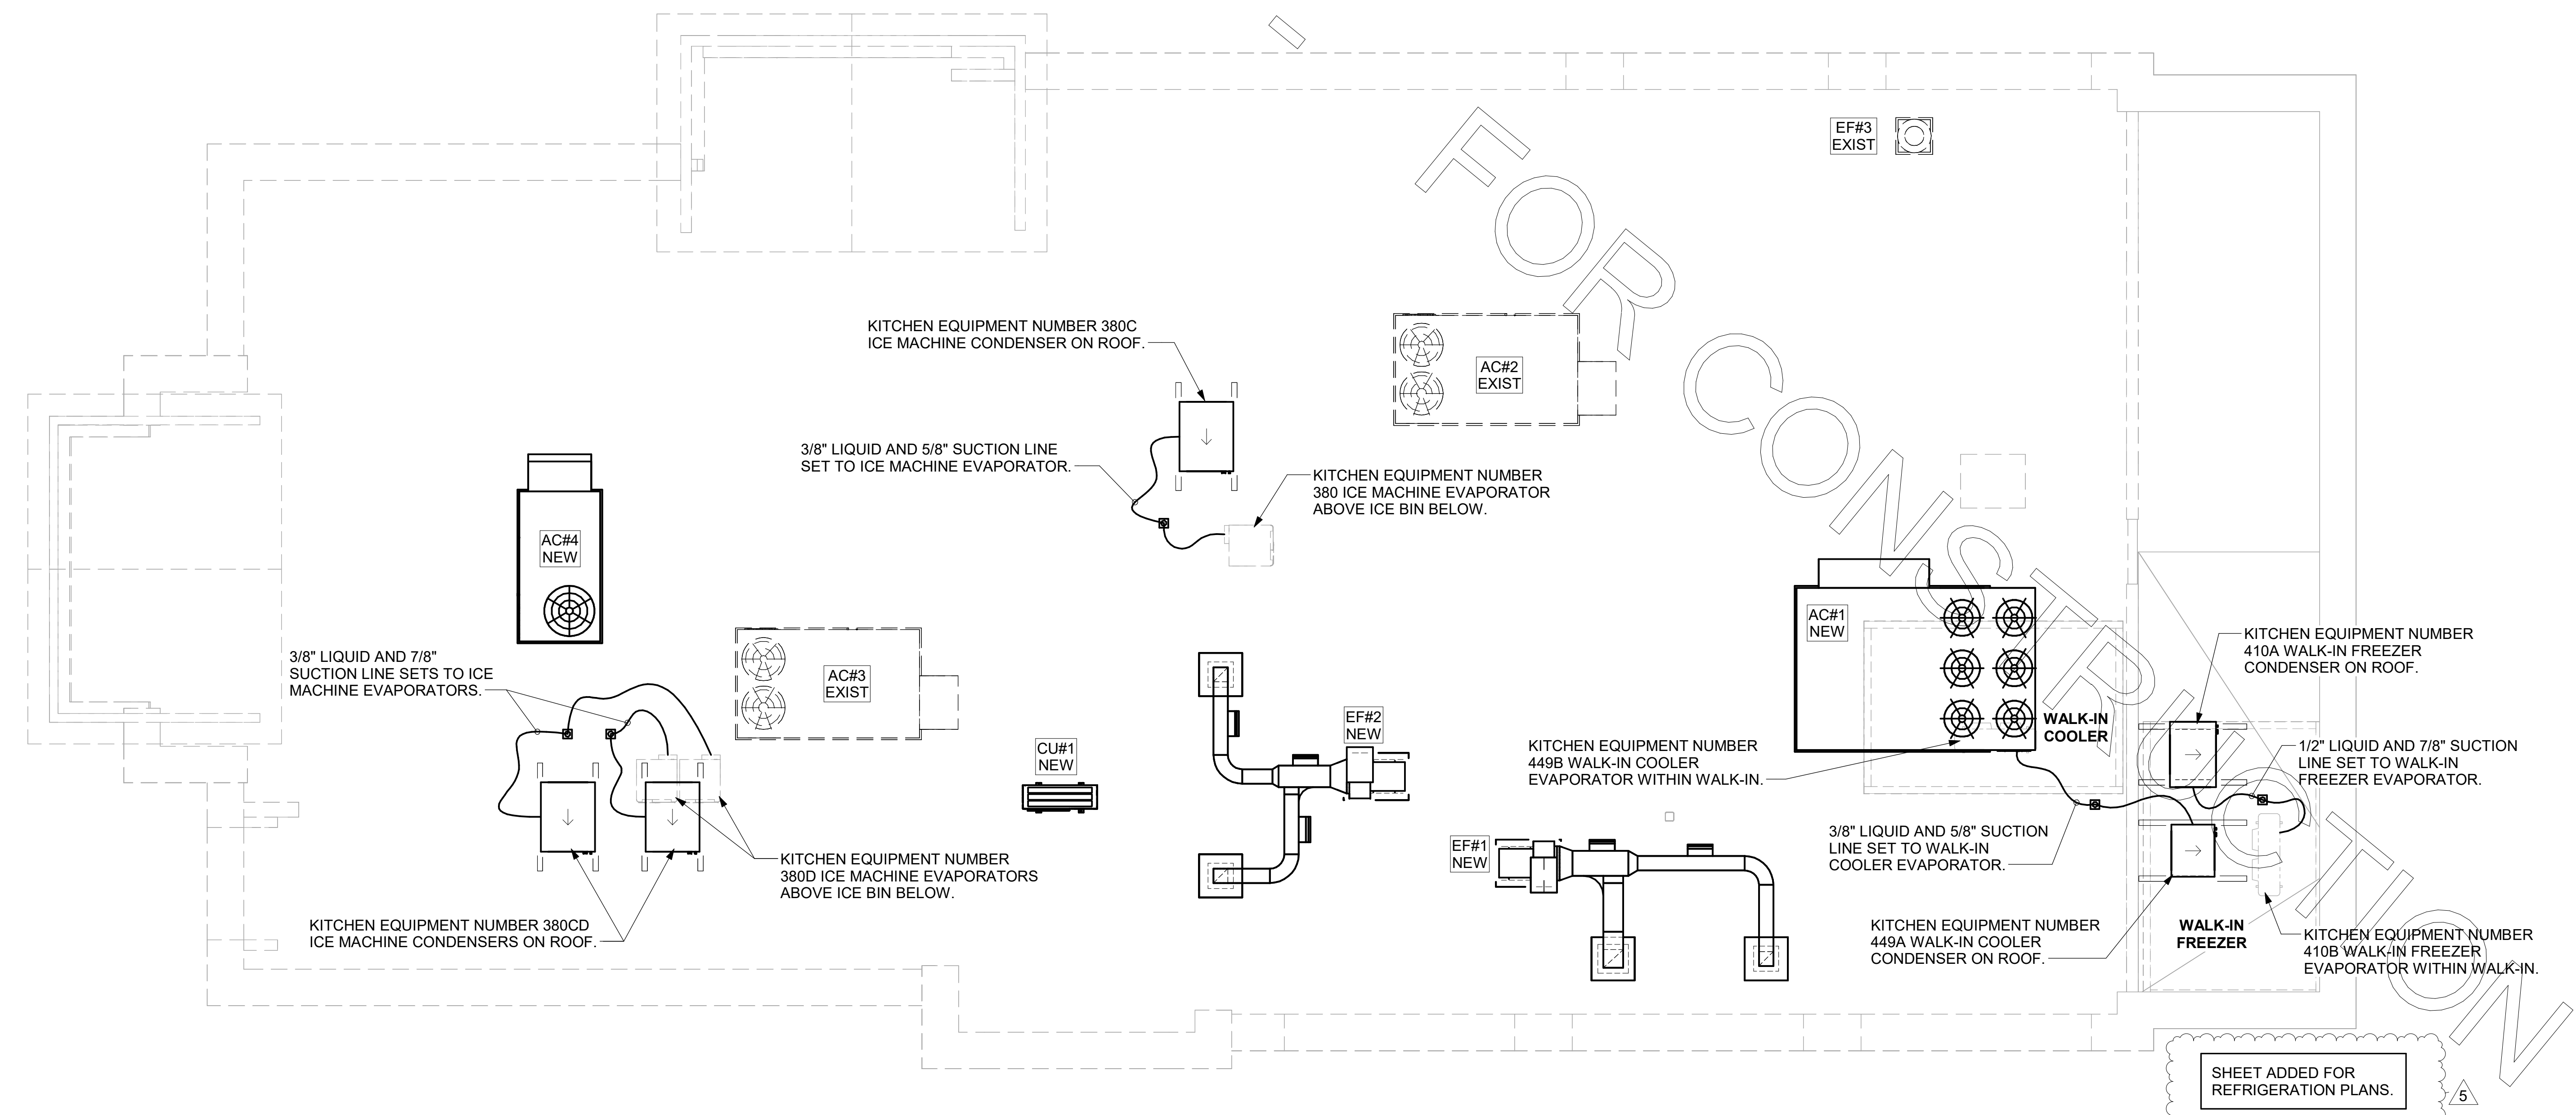 EF#3
EXIST
KITCHEN EQUIPMENT NUMBER 380C
ICE MACHINE CONDENSER ON ROOF.
AC#2
EXIST
3/8" LIQUID AND 5/8" SUCTION LINE
SET TO ICE MACHINE EVAPORATOR.
KITCHEN EQUIPMENT NUMBER
380 ICE MACHINE EVAPORATOR
ABOVE ICE BIN BELOW.
AC#4
NEW
AC#1
NEW
3/8" LIQUID AND 7/8"
SUCTION LINE SETS TO ICE
MACHINE EVAPORATORS.
AC#3
EXIST
KITCHEN EQUIPMENT NUMBER
410A WALK-IN FREEZER
CONDENSER ON ROOF.
EF#2
NEW
WALK-IN
COOLER
CU#1
NEW
KITCHEN EQUIPMENT NUMBER
449B WALK-IN COOLER
EVAPORATOR WITHIN WALK-IN.
1/2" LIQUID AND 7/8" SUCTION
LINE SET TO WALK-IN
FREEZER EVAPORATOR.
3/8" LIQUID AND 5/8" SUCTION
LINE SET TO WALK-IN
COOLER EVAPORATOR.
EF#1
NEW
KITCHEN EQUIPMENT NUMBER
380D ICE MACHINE EVAPORATORS
ABOVE ICE BIN BELOW.
KITCHEN EQUIPMENT NUMBER 380CD
ICE MACHINE CONDENSERS ON ROOF.
KITCHEN EQUIPMENT NUMBER
449A WALK-IN COOLER
CONDENSER ON ROOF.
WALK-IN
FREEZER
KITCHEN EQUIPMENT NUMBER
410B WALK-IN FREEZER
EVAPORATOR WITHIN WALK-IN.
SHEET ADDED FOR
REFRIGERATION PLANS.
5
FOR CONSTRUCTION